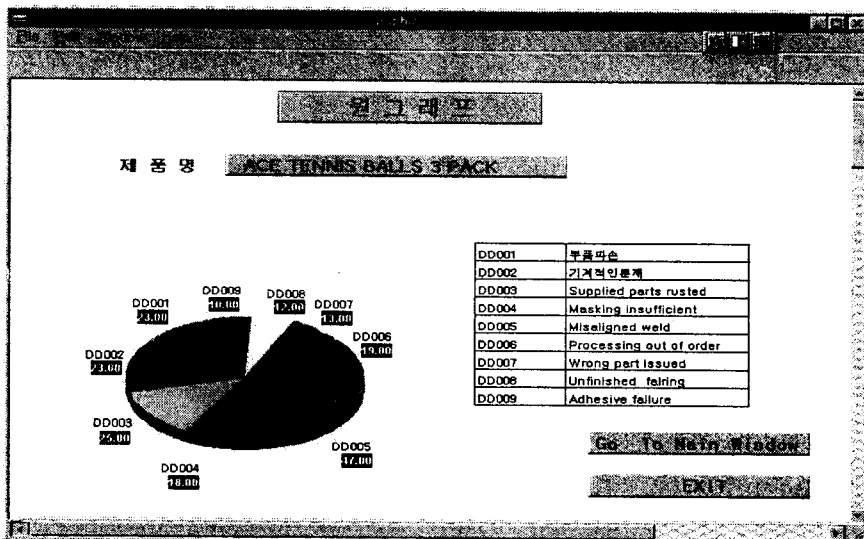 원 그 래 프
제 품 명 ACE TENNIS BALLS 3 PACK
DD001 부품파손
DD002 기계적인문제
DD003 Supplied parts rusted
DD004 Masking insufficient
DD005 Misaligned weld
DD006 Processing out of order
DD007 Wrong part issued
DD008 Unfinished fairing
DD009 Adhesive failure
DD009
10.00
DD008
12.00
DD001
23.00
DD007
13.00
DD006
19.00
DD002
23.00
DD003
25.00
DD005
47.00
DD004
18.00
Go To Main Window
EXIT